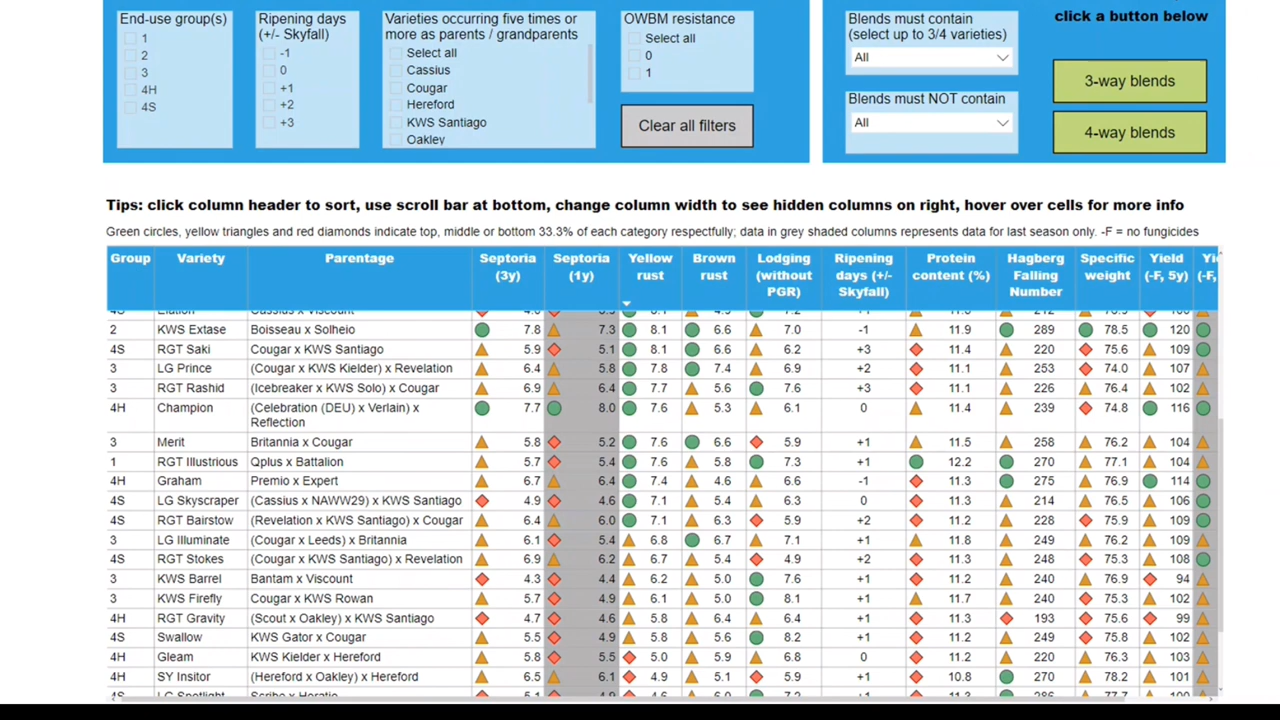 End-use group(s)
1
2
3
4H
4S
Ripening days
(+/- Skyfall)
-1
0
+1
+2
+3
Varieties occurring five times or
more as parents / grandparents
Select all
Cassius
Cougar
Hereford
KWS Santiago
Oakley
OWBM resistance
Select all
0
1
Clear all filters
Blends must contain
(select up to 3/4 varieties)
All
Blends must NOT contain
All
click a button below
3-way blends
4-way blends
Tips: click column header to sort, use scroll bar at bottom, change column width to see hidden columns on right, hover over cells for more info
Green circles, yellow triangles and red diamonds indicate top, middle or bottom 33.3% of each category respectfully; data in grey shaded columns represents data for last season only. -F = no fungicides
Group Variety Parentage Septoria Septoria Yellow Brown Lodging Ripening Protein Hagberg Specific Yield
(3y) (1y) rust rust (without days (+/- content (%) Falling weight (-F, 5y) (-F,
PGR) Skyfall) Number
2 KWS Extase Boisseau x Solheio 7.8 7.3 8.1 6.6 7.0 -1 11.9 289 78.5 120
4S RGT Saki Cougar x KWS Santiago 5.9 5.1 8.1 6.6 6.2 +3 11.4 220 75.6 109
3 LG Prince (Cougar x KWS Kielder) x Revelation 6.4 5.8 7.8 7.4 6.9 +2 11.1 253 74.0 107
3 RGT Rashid (Icebreaker x KWS Solo) x Cougar 6.9 6.4 7.7 5.6 7.6 +3 11.1 226 76.4 102
4H Champion (Celebration (DEU) x Verlain) x 7.7 8.0 7.6 5.3 6.1 0 11.4 239 74.8 116
Reflection
3 Merit Britannia x Cougar 5.8 5.2 7.6 6.6 5.9 +1 11.5 258 76.2 104
1 RGT Illustrious Qplus x Battalion 5.7 5.4 7.6 5.8 7.3 +1 12.2 270 77.1 104
4H Graham Premio x Expert 6.7 6.4 7.4 4.6 6.6 -1 11.3 275 76.9 114
4S LG Skyscraper (Cassius x NAWW29) x KWS Santiago 4.9 4.6 7.1 5.4 6.3 0 11.3 214 76.5 106
4S RGT Bairstow (Revelation x KWS Santiago) x Cougar 6.4 6.0 7.1 6.3 5.9 +2 11.2 228 75.9 109
3 LG Illuminate (Cougar x Leeds) x Britannia 6.1 5.4 6.8 6.7 7.1 +1 11.3 249 76.2 109
4S RGT Stokes (Cougar x KWS Santiago) x Revelation 6.9 6.2 6.7 5.4 4.9 +2 11.3 248 75.3 108
3 KWS Barrel Bantam x Viscount 4.3 4.4 6.2 5.0 7.6 +1 11.2 240 76.9 94
3 KWS Firefly Cougar x KWS Rowan 5.7 4.9 6.1 5.0 8.1 +1 11.7 240 75.3 102
4H RGT Gravity (Scout x Oakley) x KWS Santiago 4.7 4.6 5.8 6.4 6.4 +1 11.3 193 75.6 99
4S Swallow KWS Gator x Cougar 5.5 4.9 5.8 5.6 8.2 +1 11.2 249 75.8 102
4H Gleam KWS Kielder x Hereford 5.8 5.5 5.0 5.9 6.8 0 11.2 220 76.3 103
4H SY Insitor (Hereford x Oakley) x Hereford 6.5 6.1 4.9 5.1 5.9 +1 10.8 270 78.2 101